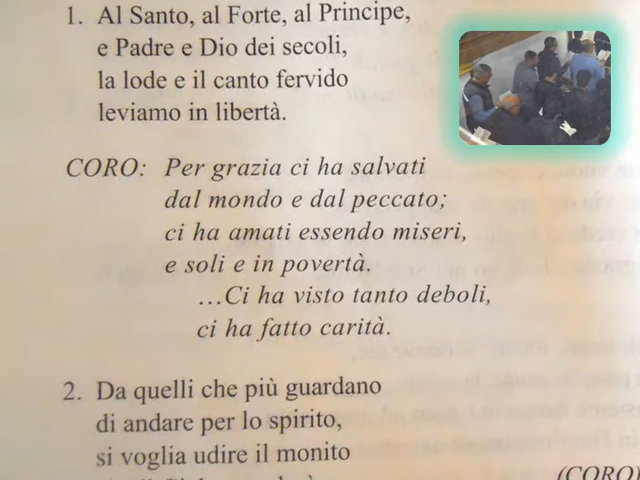 1. Al Santo, al Forte, al Principe,
e Padre e Dio dei secoli,
la lode e il canto fervido
leviamo in libertà.
CORO: Per grazia ci ha salvati
dal mondo e dal peccato;
ci ha amati essendo miseri,
e soli e in povertà.
...Ci ha visto tanto deboli,
ci ha fatto carità.
2. Da quelli che più guardano
di andare per lo spirito,
si voglia udire il monito
(CORO)